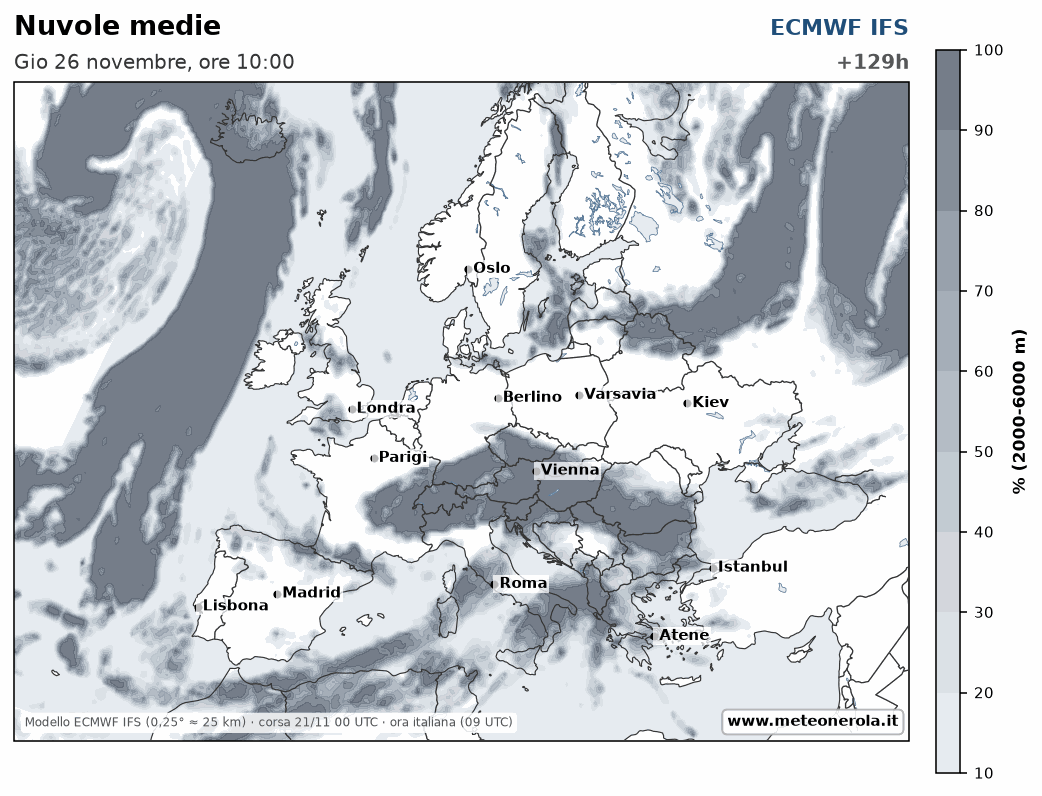 Nuvole medie
ECMWF IFS
Gio 26 novembre, ore 10:00
+129h
100
90
80
70
60
50
40
30
20
10
% (2000-6000 m)
Oslo
Berlino
Varsavia
Kiev
Londra
Parigi
Vienna
Istanbul
Roma
Madrid
Lisbona
Atene
Modello ECMWF IFS (0,25° ≈ 25 km) · corsa 21/11 00 UTC · ora italiana (09 UTC)
www.meteonerola.it